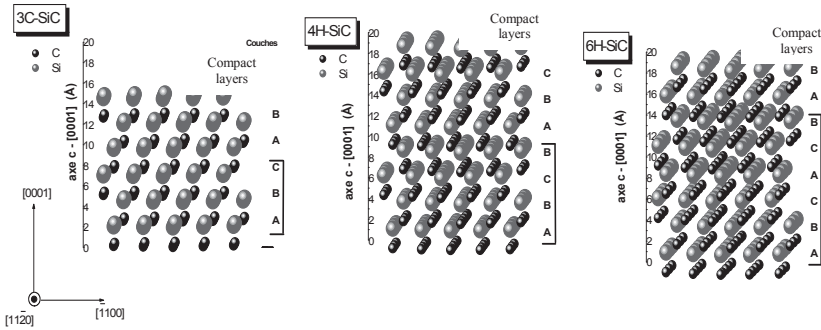 3C-SiC
C
Si
Couches
Compact
layers
axe c - [0001] (Å)
20
18
16
14
12
10
8
6
4
2
0
B
A
C
B
A
[0001]
[1120]
[1100]
4H-SiC
C
Si
Compact
layers
axe c - [0001] (Å)
20
18
16
14
12
10
8
6
4
2
0
C
B
A
B
C
B
A
6H-SiC
C
Si
Compact
layers
axe c - [0001] (Å)
20
18
16
14
12
10
8
6
4
2
0
B
A
B
C
A
C
B
A